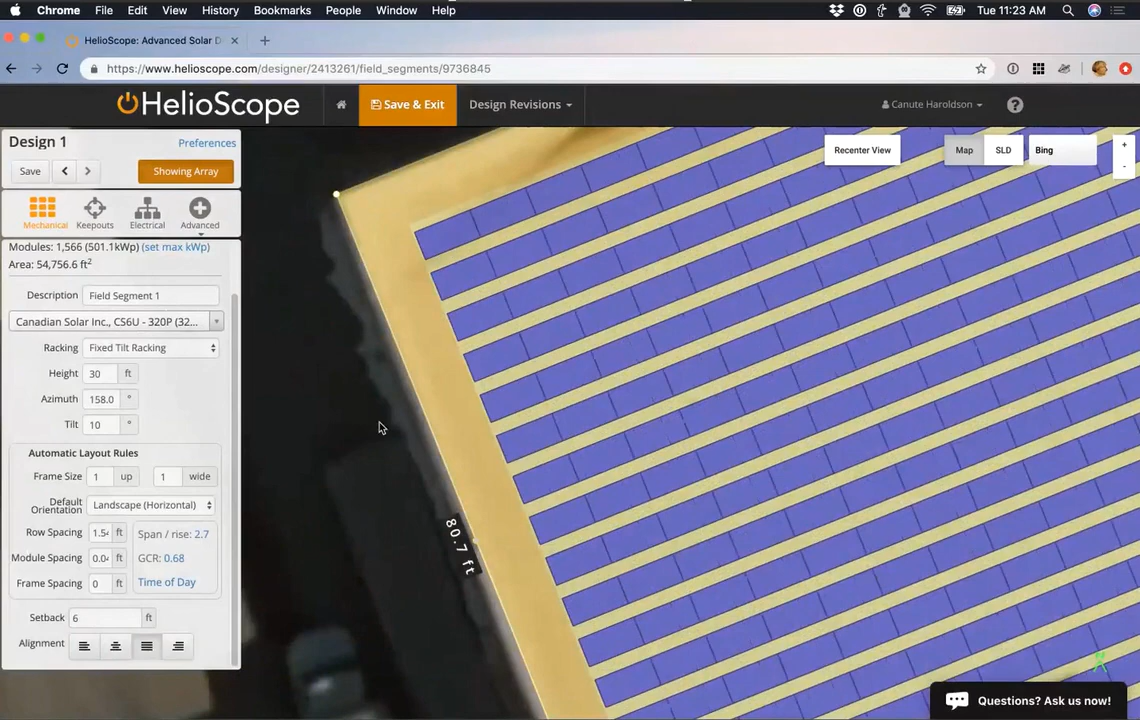 Chrome File Edit View History Bookmarks People Window Help Tue 11:23 AM
HelioScope: Advanced Solar D
https://www.helioscope.com/designer/2413261/field_segments/9736845
HelioScope Save & Exit Design Revisions Canute Haroldson
Design 1 Preferences
Save Showing Array
Recenter View Map SLD Bing + -
Mechanical Keepouts Electrical Advanced
Modules: 1,566 (501.1kWp) (set max kWp)
Area: 54,756.6 ft²
Description Field Segment 1
Canadian Solar Inc., CS6U - 320P (32...
Racking Fixed Tilt Racking
Height 30 ft
Azimuth 158.0 °
Tilt 10 °
Automatic Layout Rules
Frame Size 1 up 1 wide
Default Orientation Landscape (Horizontal)
Row Spacing 1.54 ft Span / rise: 2.7
Module Spacing 0.04 ft GCR: 0.68
Frame Spacing 0 ft Time of Day
Setback 6 ft
Alignment
80.7 ft
Questions? Ask us now!